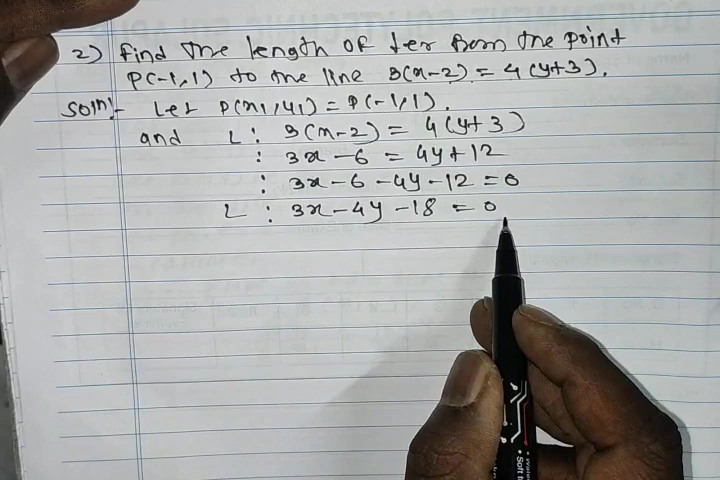 2) Find the length of ter from the point
P(-1,1) to the line 3(x-2) = 4(y+3).
Soln:- Let P(x1,y1) = P(-1,1).
and L : 3(x-2) = 4(y+3)
: 3x - 6 = 4y + 12
: 3x - 6 - 4y - 12 = 0
L : 3x - 4y - 18 = 0
• Soft